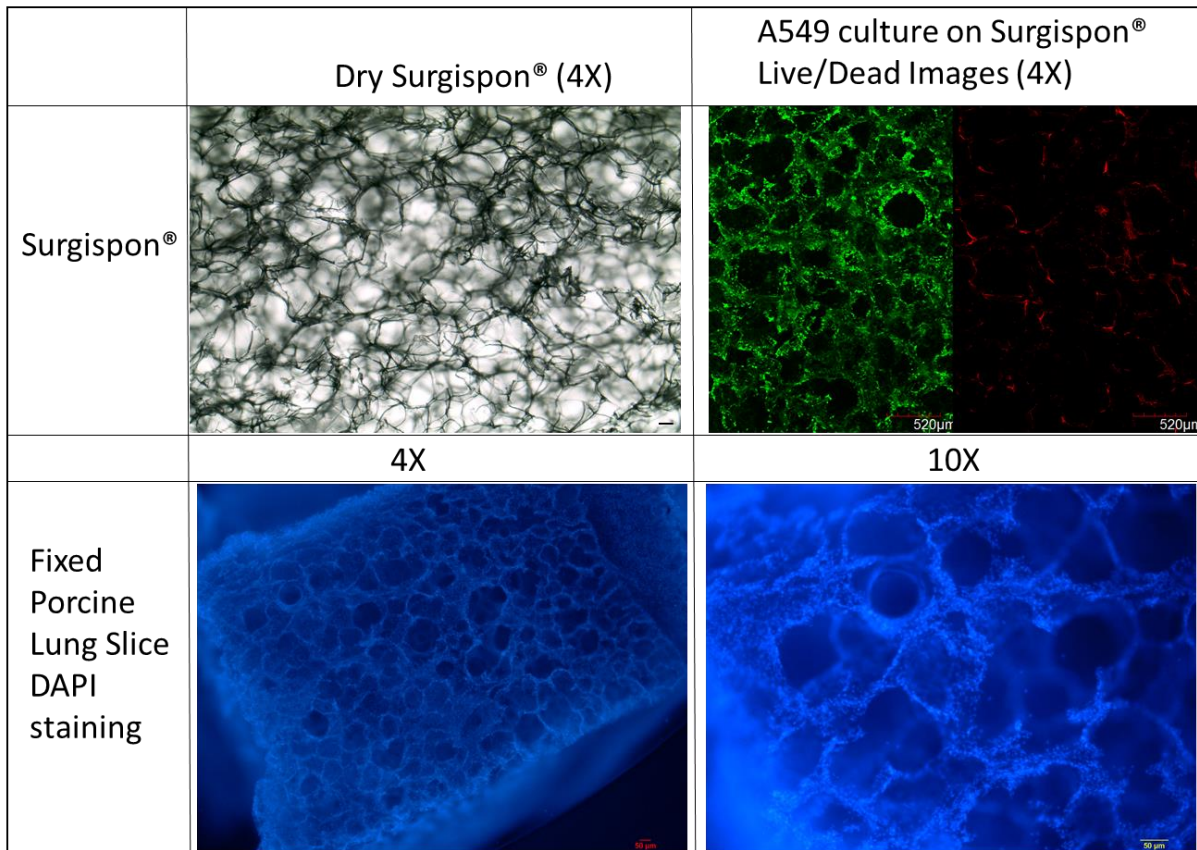 Dry Surgispon® (4X)
A549 culture on Surgispon®
Live/Dead Images (4X)
Surgispon®
520µm
520µm
4X
10X
Fixed
Porcine
Lung Slice
DAPI
staining
50 µm
50 µm